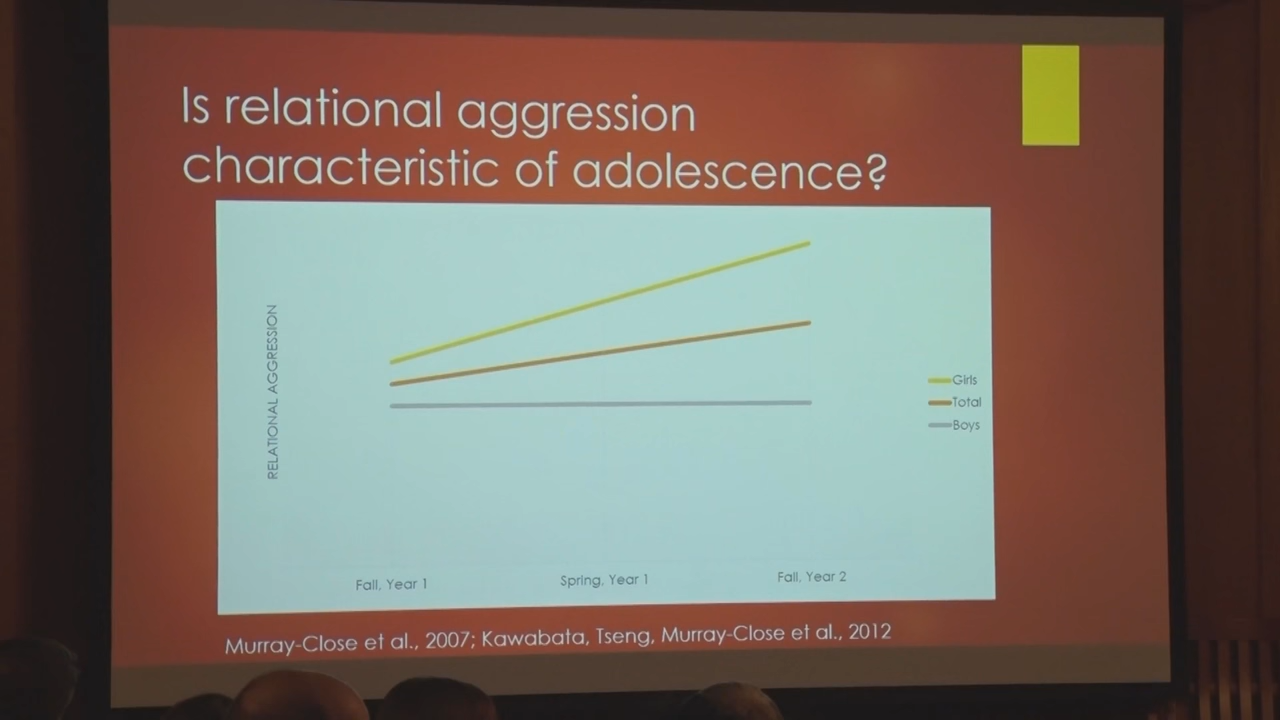 Is relational aggression
characteristic of adolescence?
RELATIONAL AGGRESSION
Girls
Total
Boys
Fall, Year 1
Spring, Year 1
Fall, Year 2
Murray-Close et al., 2007; Kawabata, Tseng, Murray-Close et al., 2012